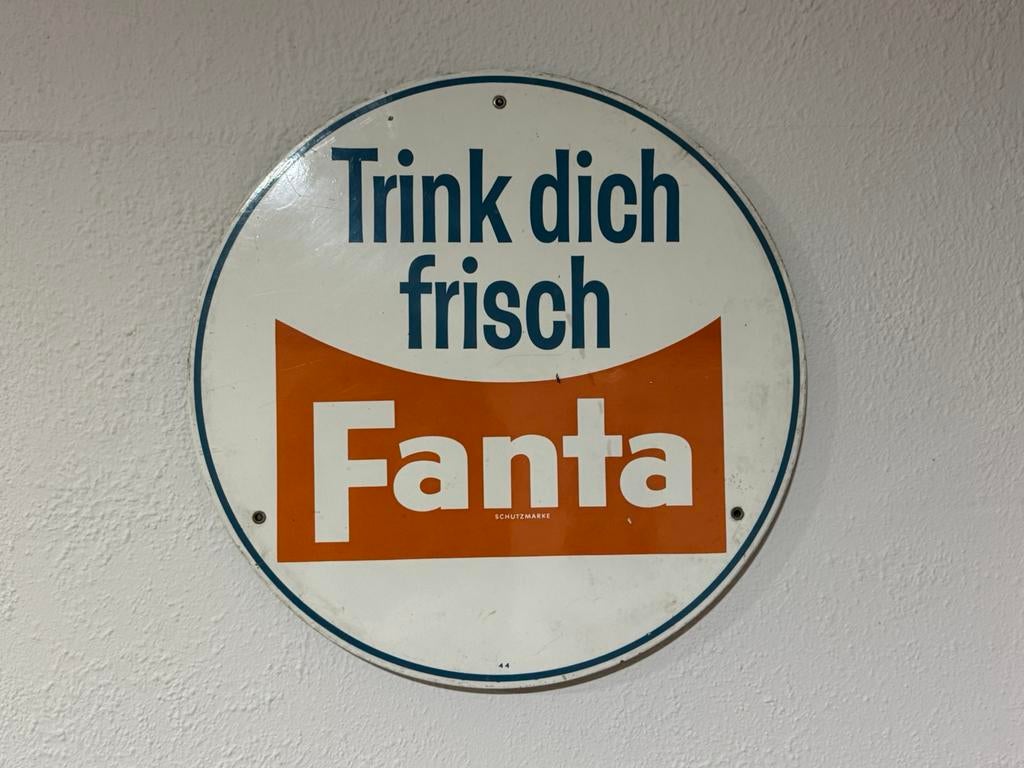 Trink dich
frisch
Fanta
SCHUTZMARKE
44